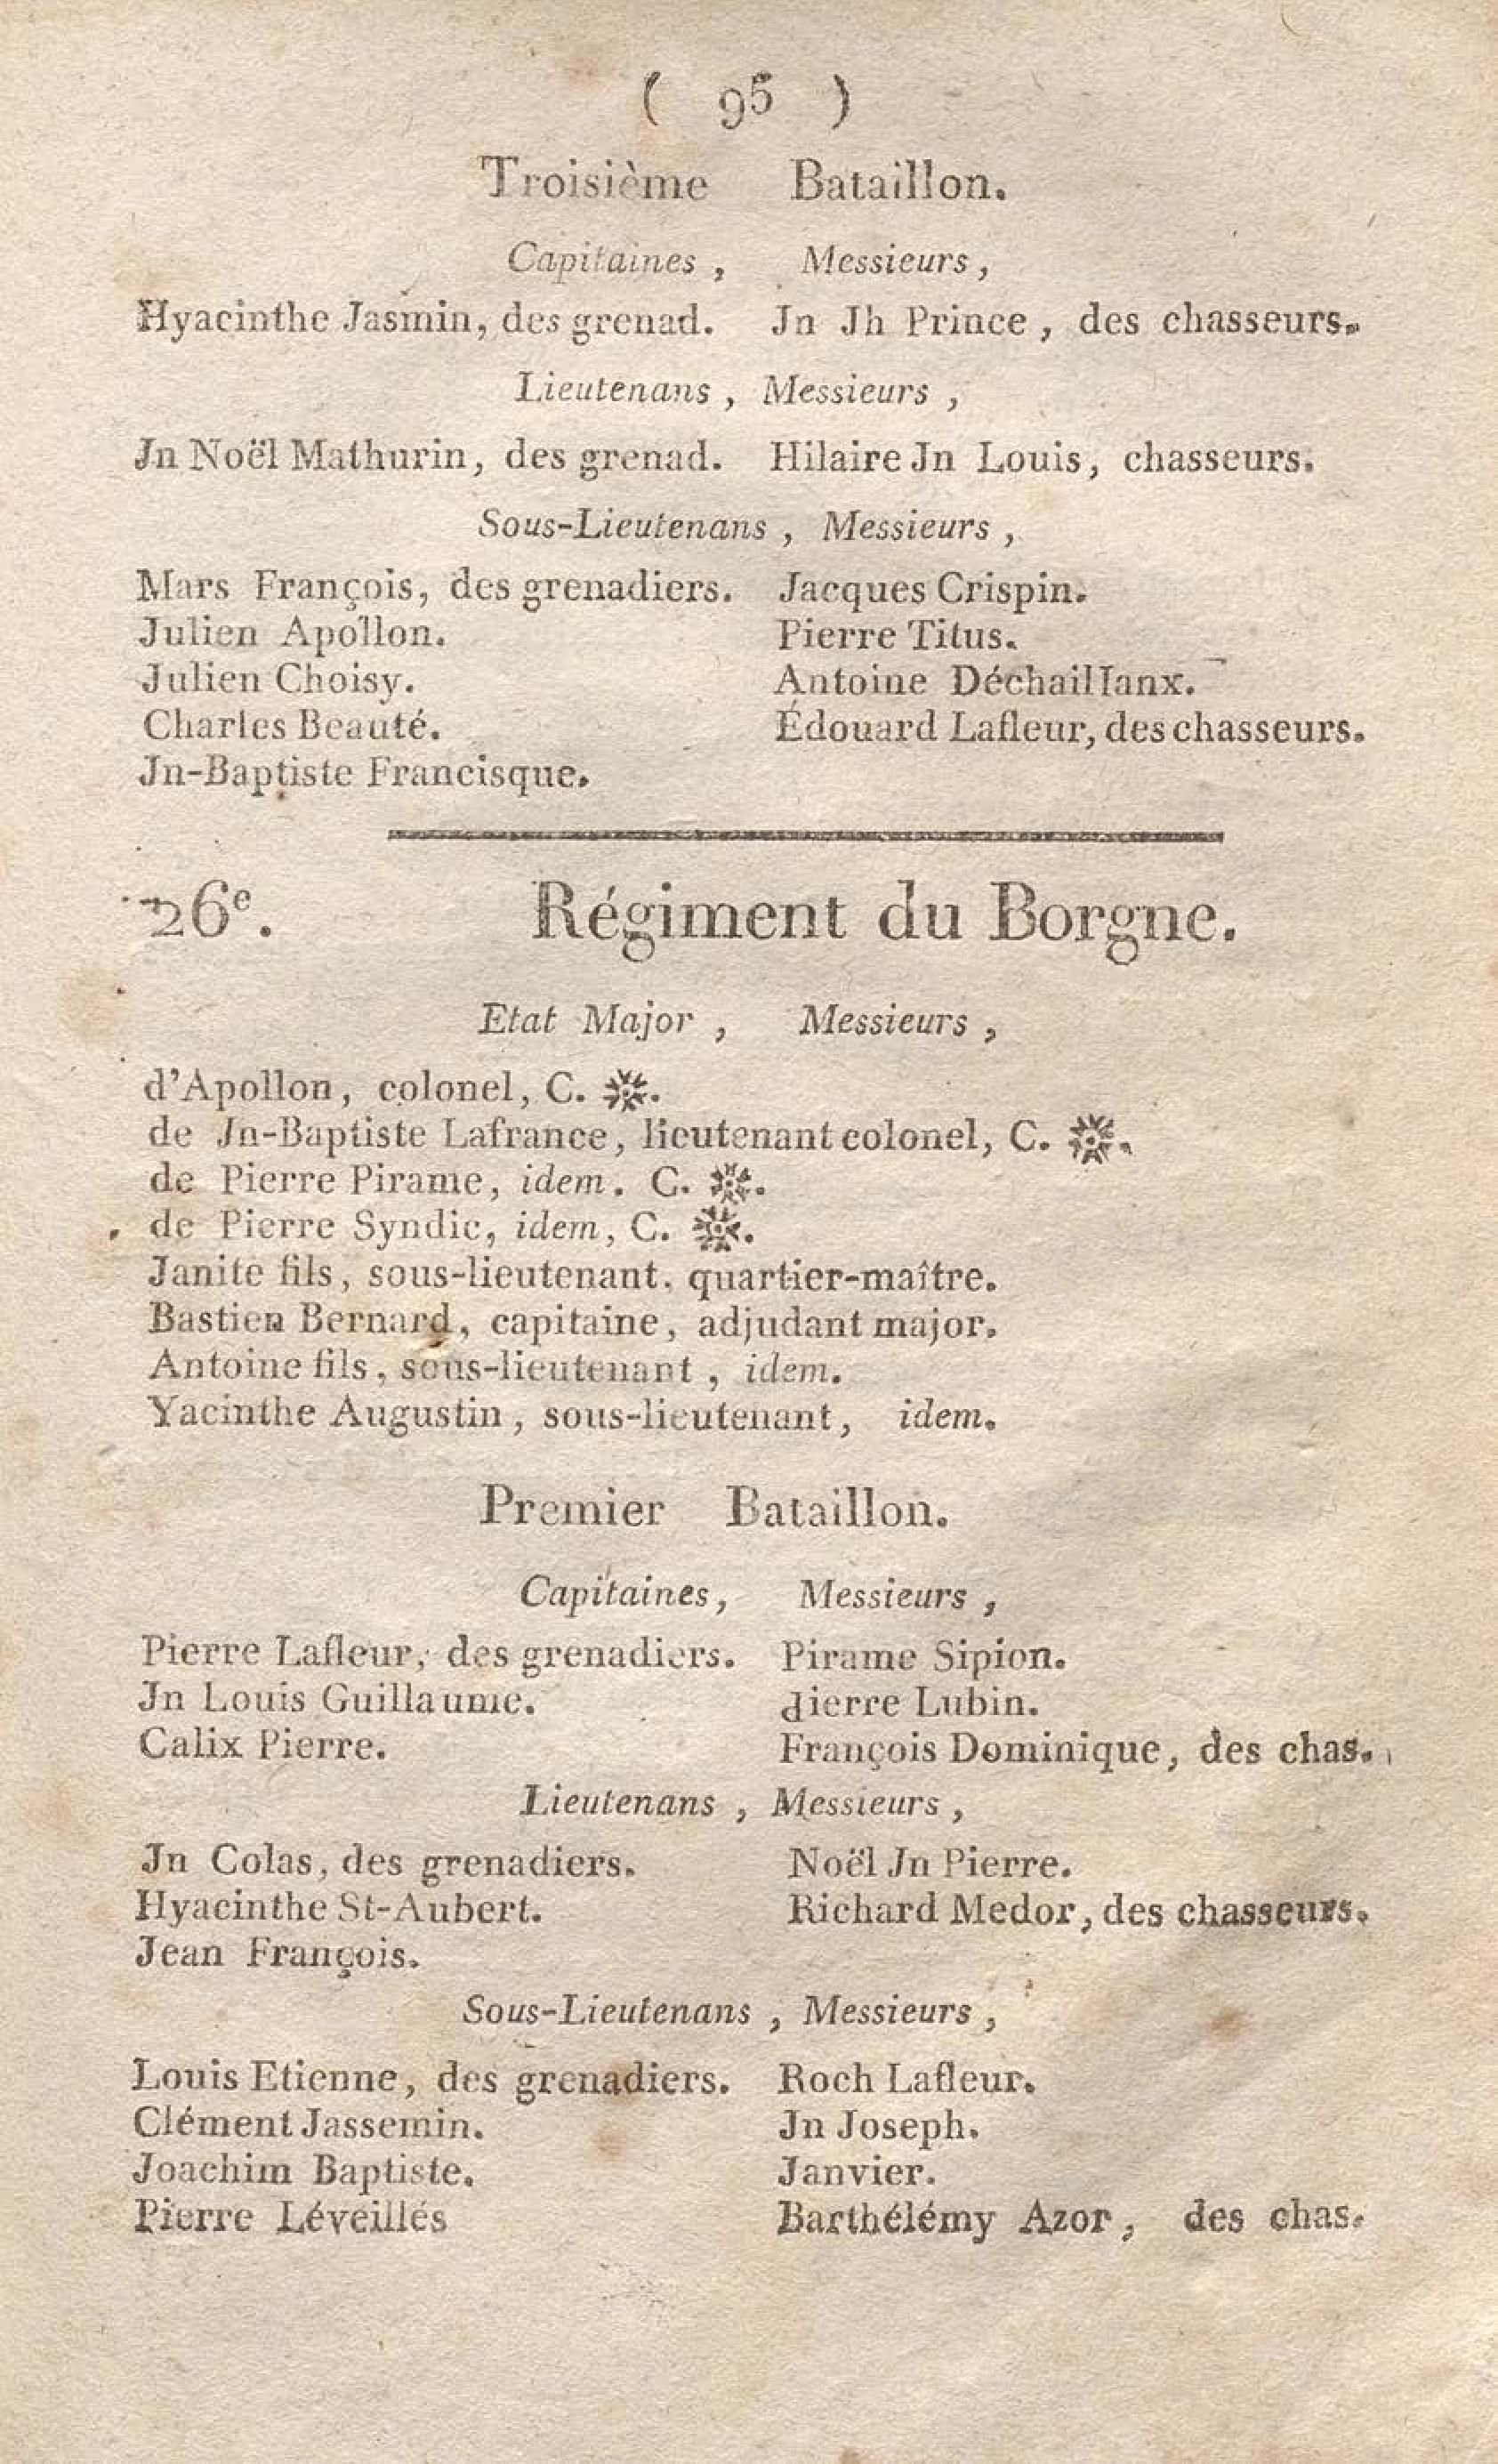 ( 95 )
Troisième Bataillon.
Capitaines, Messieurs,
Hyacinthe Jasmin, des grenad. Jn Jh Prince, des chasseurs.
Lieutenans, Messieurs,
Jn Noël Mathurin, des grenad. Hilaire Jn Louis, chasseurs.
Sous-Lieutenans, Messieurs,
Mars François, des grenadiers. Jacques Crispin.
Julien Apollon. Pierre Titus.
Julien Choisy. Antoine Déchaillanx.
Charles Beauté. Édouard Lafleur, des chasseurs.
Jn-Baptiste Francisque.
26e. Régiment du Borgne.
Etat Major, Messieurs,
d'Apollon, colonel, C. ❋.
de Jn-Baptiste Lafrance, lieutenant colonel, C. ❋.
de Pierre Pirame, idem. C. ❋.
de Pierre Syndic, idem, C. ❋.
Janite fils, sous-lieutenant. quartier-maître.
Bastien Bernard, capitaine, adjudant major.
Antoine fils, sous-lieutenant, idem.
Yacinthe Augustin, sous-lieutenant, idem.
Premier Bataillon.
Capitaines, Messieurs,
Pierre Lafleur, des grenadiers. Pirame Sipion.
Jn Louis Guillaume. dierre Lubin.
Calix Pierre. François Dominique, des chas.
Lieutenans, Messieurs,
Jn Colas, des grenadiers. Noël Jn Pierre.
Hyacinthe St-Aubert. Richard Medor, des chasseurs.
Jean François.
Sous-Lieutenans, Messieurs,
Louis Etienne, des grenadiers. Roch Lafleur.
Clément Jassemin. Jn Joseph.
Joachim Baptiste. Janvier.
Pierre Léveillés Barthélémy Azor, des chas.